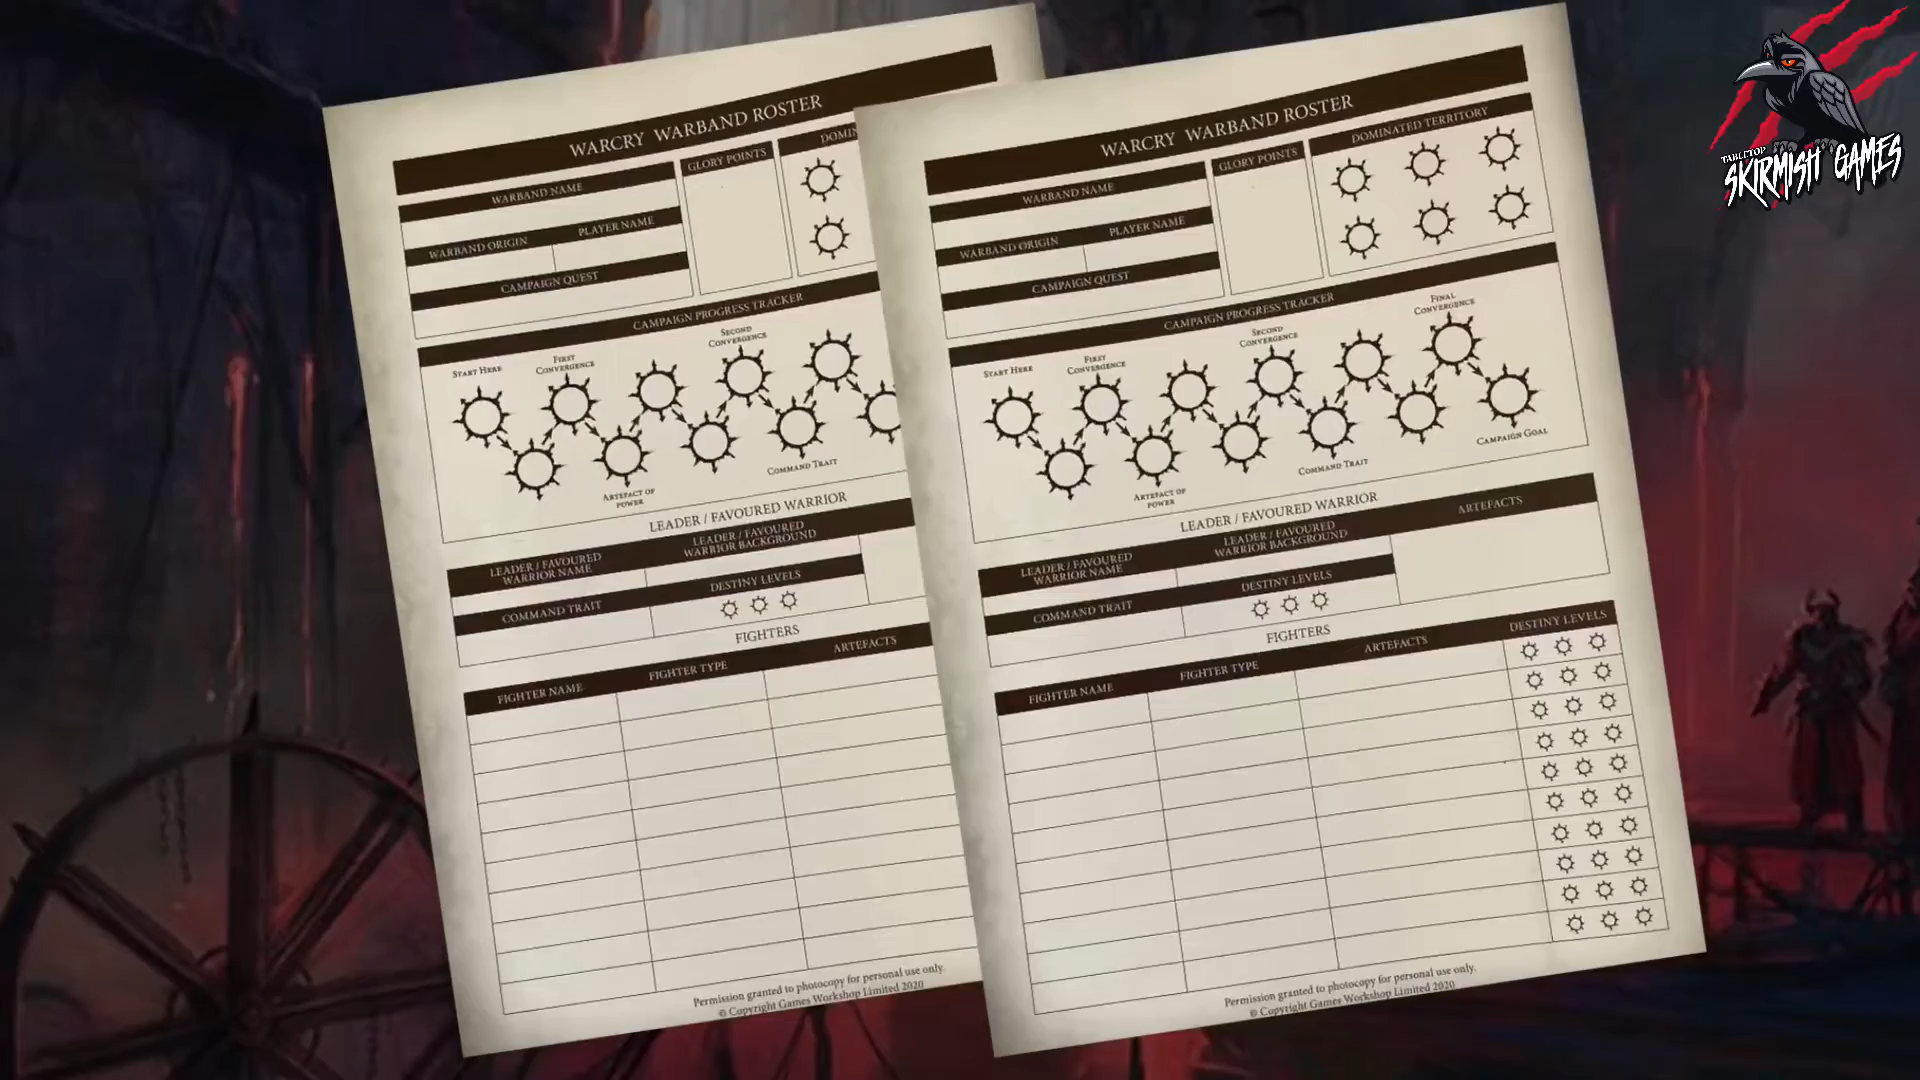 WARCRY WARBAND ROSTER
WARBAND NAME
GLORY POINTS
DOMIN
WARBAND ORIGIN
PLAYER NAME
CAMPAIGN QUEST
CAMPAIGN PROGRESS TRACKER
START HERE
FIRST
CONVERGENCE
SECOND
CONVERGENCE
ARTEFACT OF
POWER
COMMAND TRAIT
LEADER / FAVOURED WARRIOR
LEADER / FAVOURED
WARRIOR NAME
LEADER / FAVOURED
WARRIOR BACKGROUND
COMMAND TRAIT
DESTINY LEVELS
FIGHTERS
FIGHTER NAME
FIGHTER TYPE
ARTEFACTS
Permission granted to photocopy for personal use only.
© Copyright Games Workshop Limited 2020
WARCRY WARBAND ROSTER
WARBAND NAME
GLORY POINTS
DOMINATED TERRITORY
WARBAND ORIGIN
PLAYER NAME
CAMPAIGN QUEST
CAMPAIGN PROGRESS TRACKER
START HERE
FIRST
CONVERGENCE
SECOND
CONVERGENCE
FINAL
CONVERGENCE
ARTEFACT OF
POWER
COMMAND TRAIT
CAMPAIGN GOAL
LEADER / FAVOURED WARRIOR
LEADER / FAVOURED
WARRIOR NAME
LEADER / FAVOURED
WARRIOR BACKGROUND
ARTEFACTS
COMMAND TRAIT
DESTINY LEVELS
FIGHTERS
FIGHTER NAME
FIGHTER TYPE
ARTEFACTS
DESTINY LEVELS
Permission granted to photocopy for personal use only.
© Copyright Games Workshop Limited 2020
TABLETOP
SKIRMISH GAMES